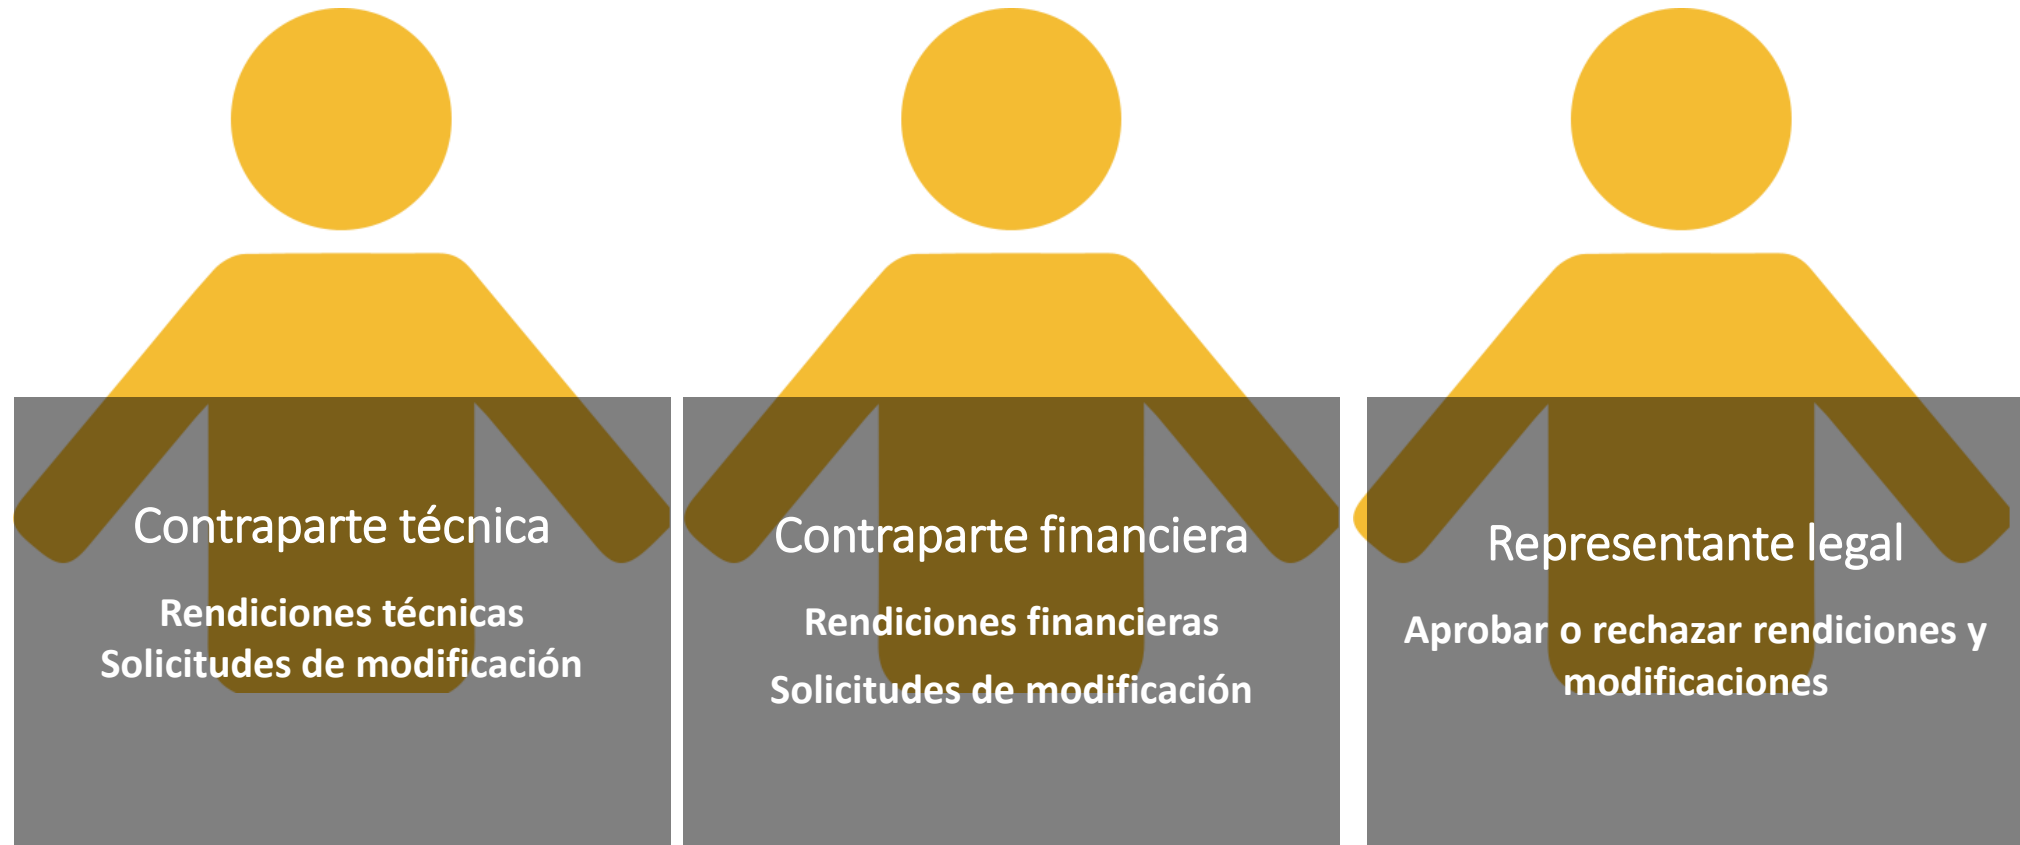 Contraparte técnica
Rendiciones técnicas
Solicitudes de modificación
Contraparte financiera
Rendiciones financieras
Solicitudes de modificación
Representante legal
Aprobar o rechazar rendiciones y
modificaciones